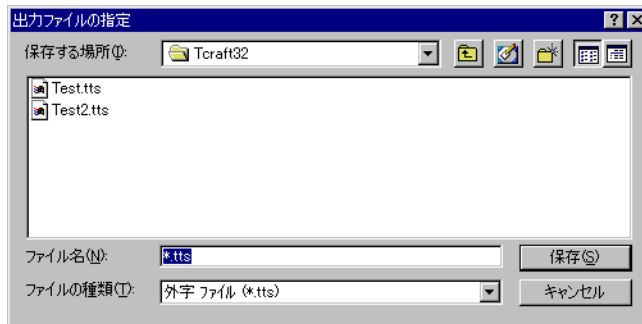 出力ファイルの指定
保存する場所(I): Tcraft32
Test.tts
Test2.tts
ファイル名(N): *.tts 保存(S)
ファイルの種類(T): 外字 ファイル (*.tts) キャンセル